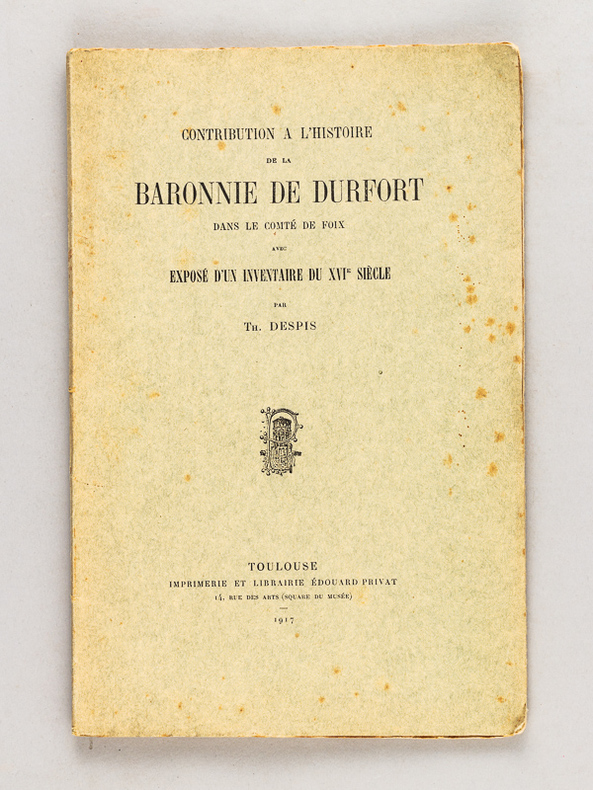 CONTRIBUTION A L'HISTOIRE
DE LA
BARONNIE DE DURFORT
DANS LE COMTÉ DE FOIX
AVEC
EXPOSÉ D'UN INVENTAIRE DU XVIe SIÈCLE
PAR
TH. DESPIS
TOULOUSE
IMPRIMERIE ET LIBRAIRIE ÉDOUARD PRIVAT
14, RUE DES ARTS (SQUARE DU MUSÉE)
1917